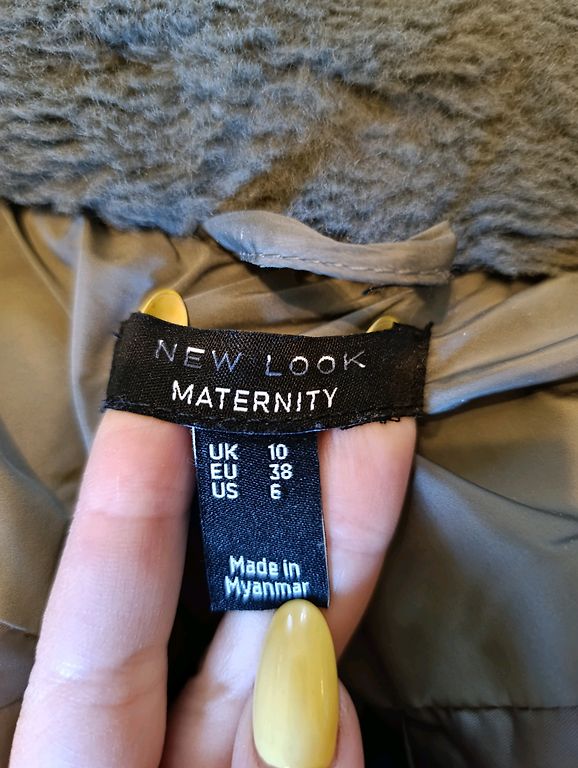 NEW LOOK
MATERNITY
UK 10
EU 38
US 6
Made in
Myanmar